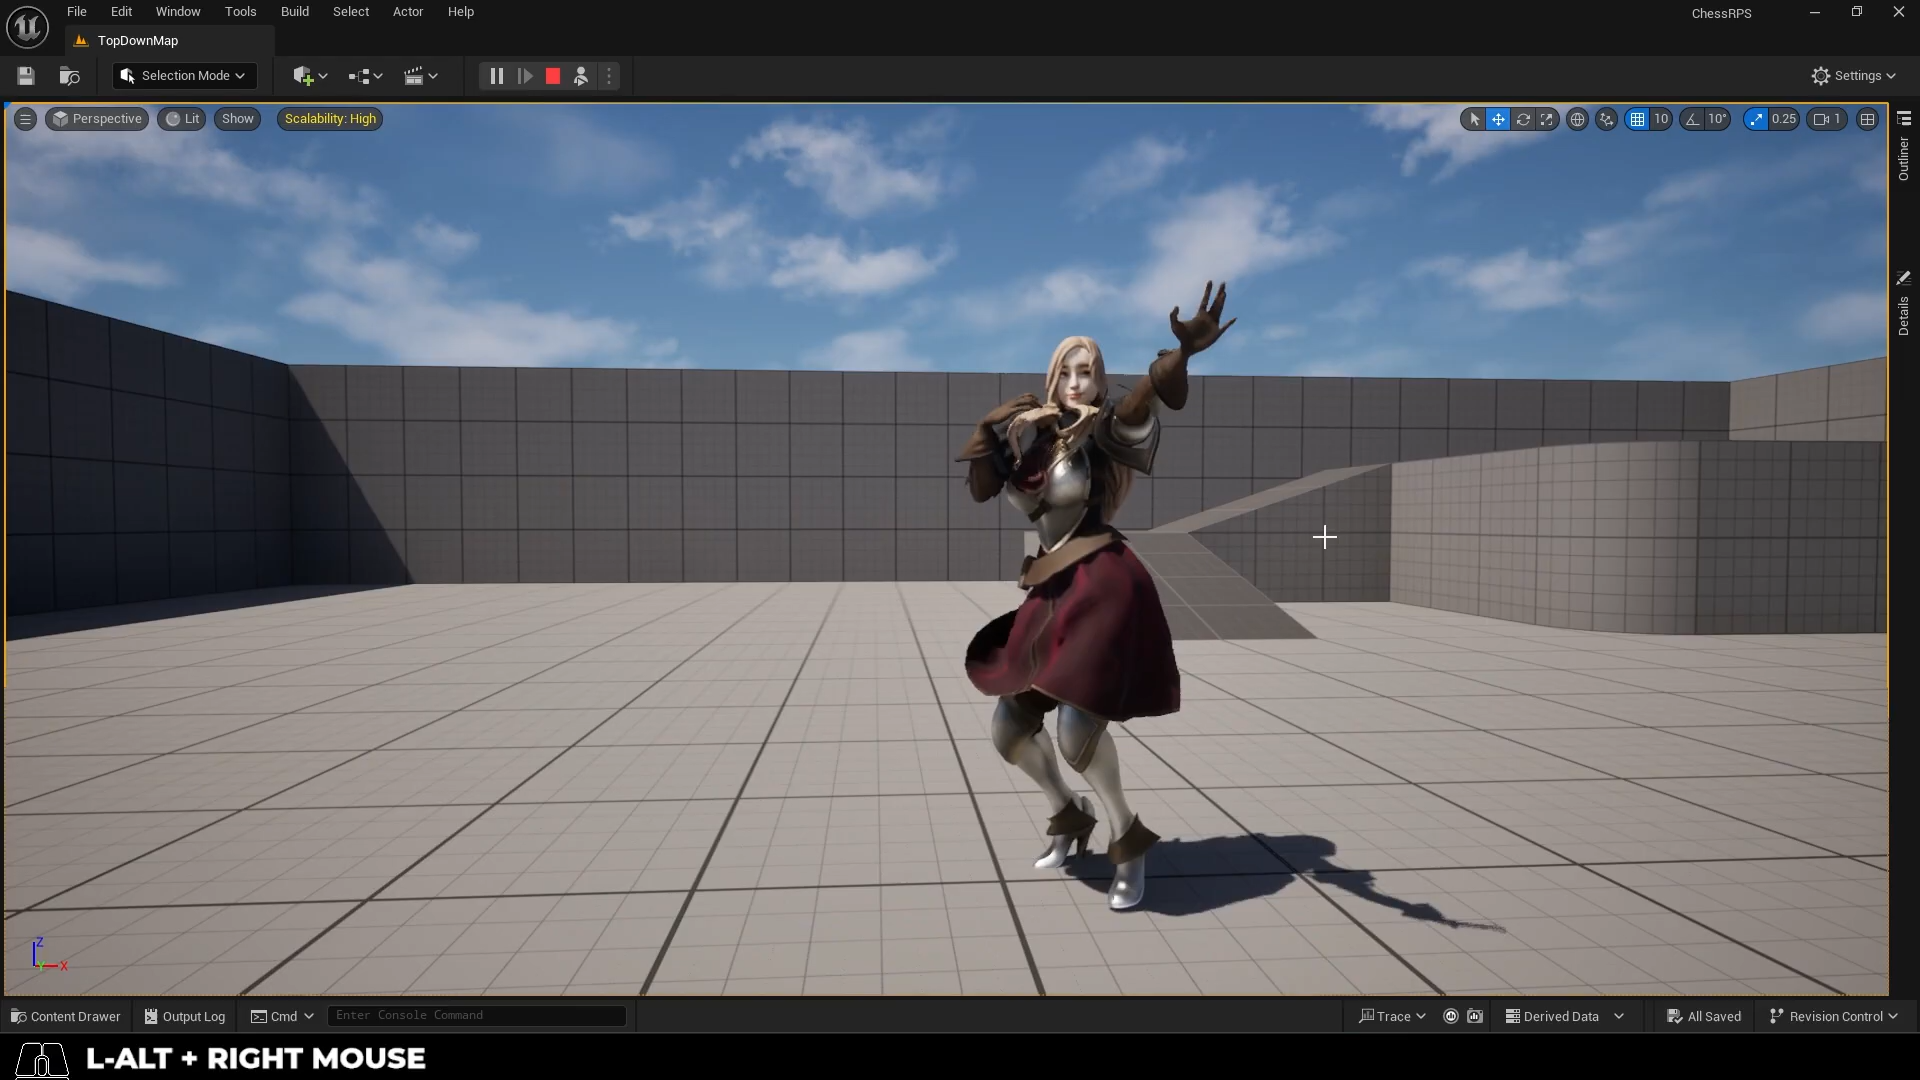 File Edit Window Tools Build Select Actor Help
ChessRPS
TopDownMap
Selection Mode
Settings
Perspective Lit Show Scalability: High
10 10° 0.25 1
Outliner
Details
Z
Y X
Content Drawer Output Log Cmd Enter Console Command Trace Derived Data All Saved Revision Control
L-ALT + RIGHT MOUSE